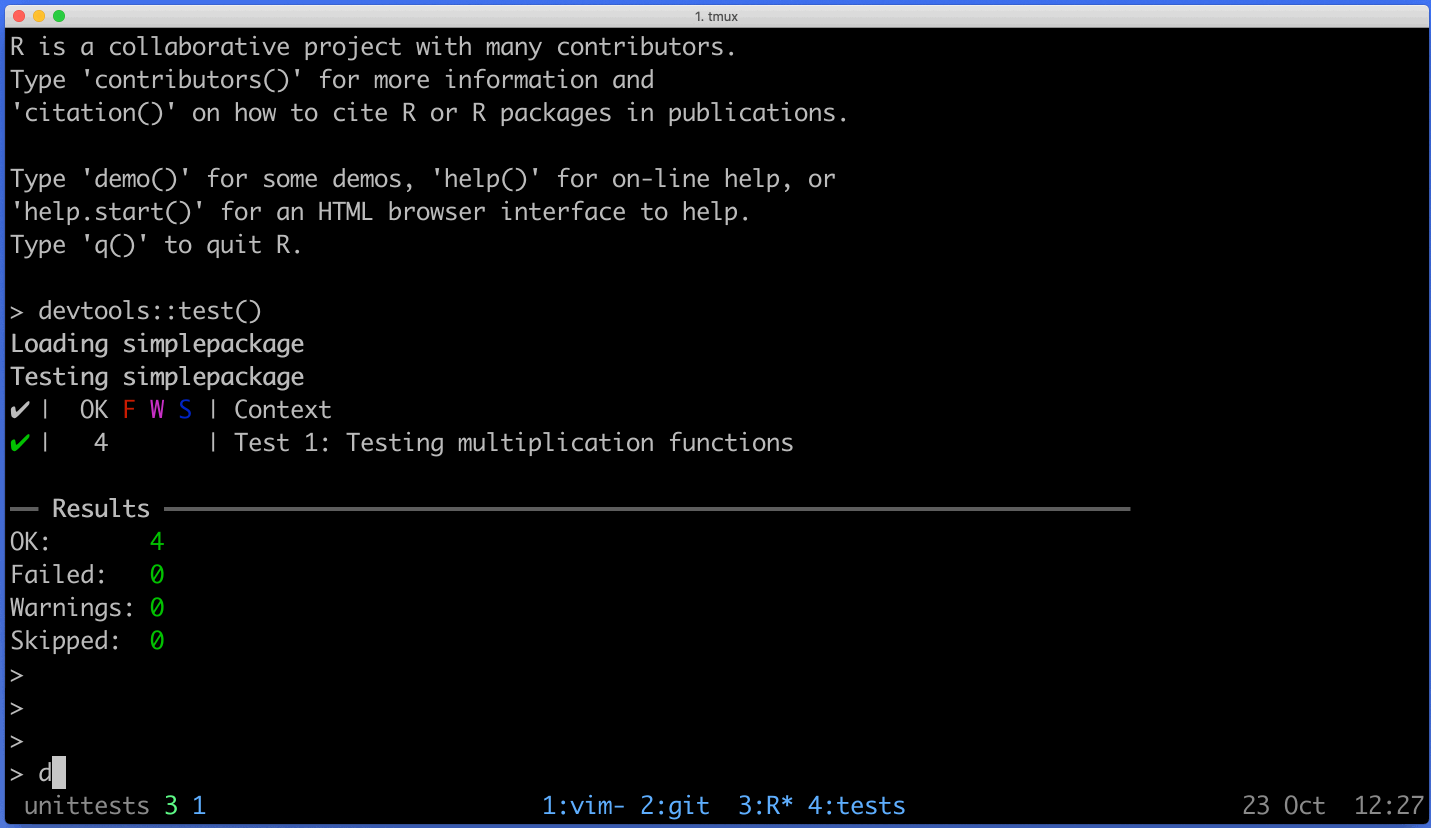 1. tmux
R is a collaborative project with many contributors.
Type 'contributors()' for more information and
'citation()' on how to cite R or R packages in publications.
Type 'demo()' for some demos, 'help()' for on-line help, or
'help.start()' for an HTML browser interface to help.
Type 'q()' to quit R.
> devtools::test()
Loading simplepackage
Testing simplepackage
✔ |  OK F W S | Context
✔ |   4       | Test 1: Testing multiplication functions
── Results ─────────────────────────────────────────────────────────────────────
OK:       4
Failed:   0
Warnings: 0
Skipped:  0
>
>
>
> d
unittests 3 1 1:vim- 2:git  3:R* 4:tests 23 Oct  12:27